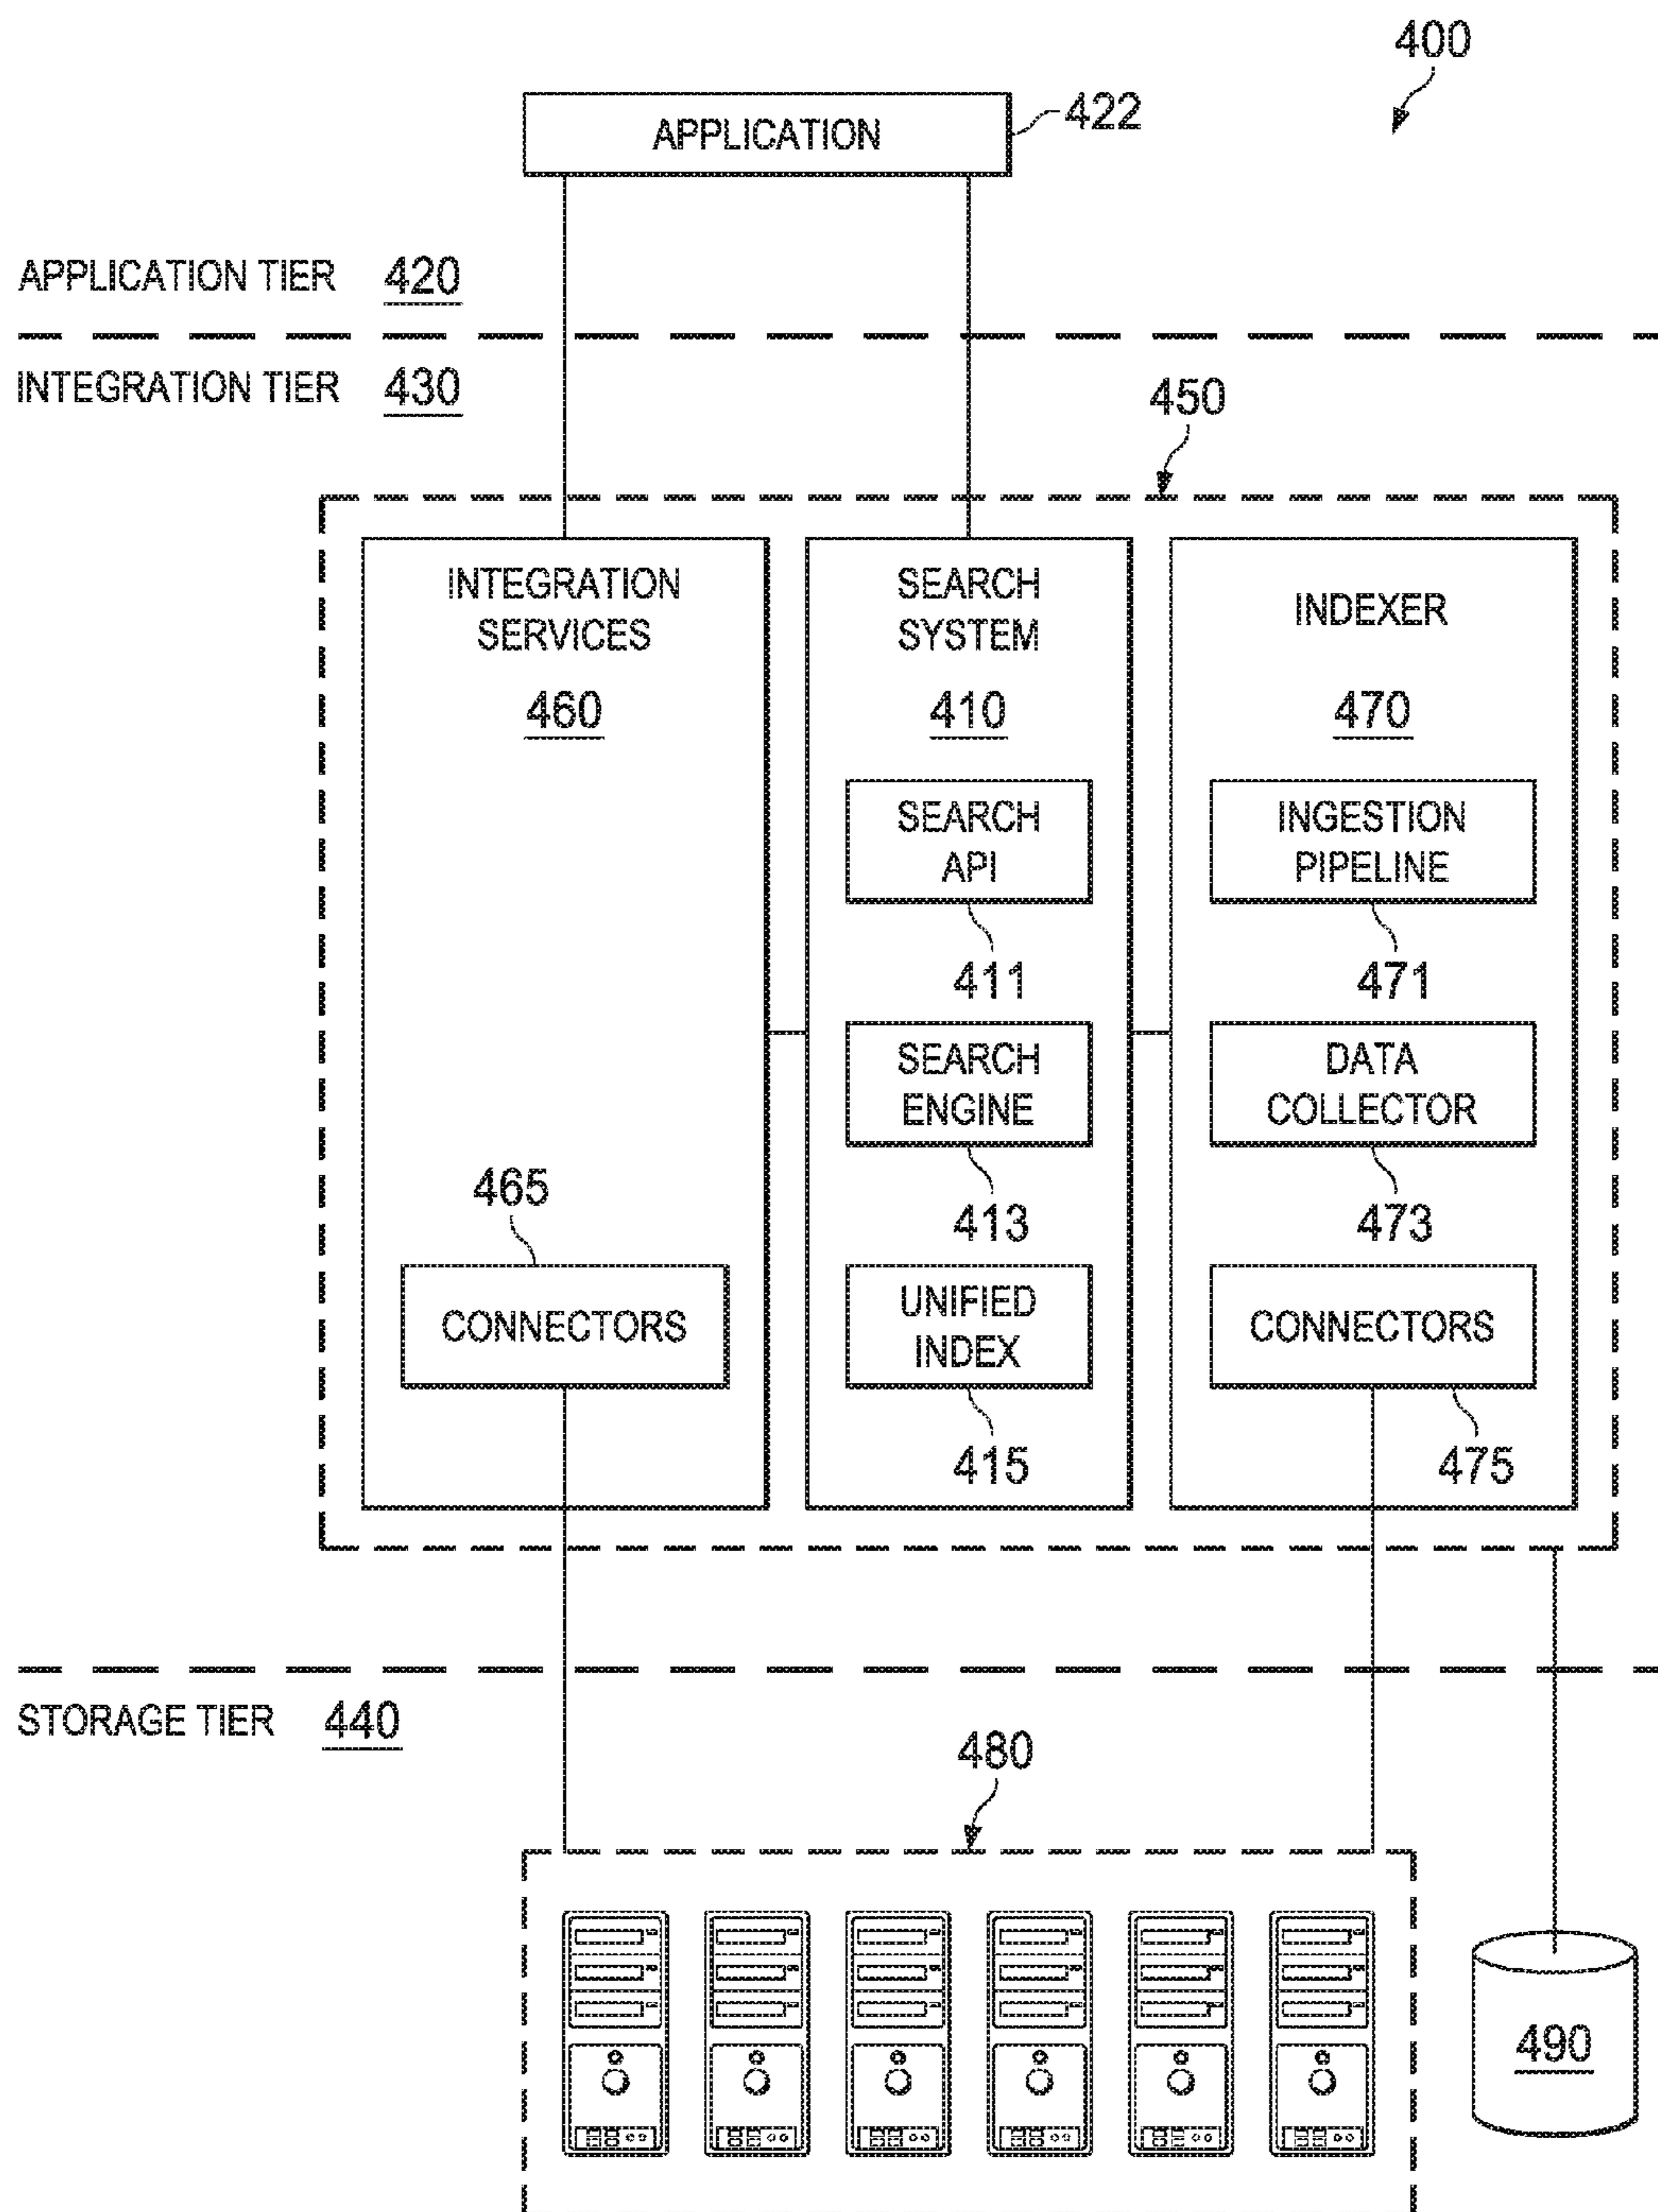 400
APPLICATION
422
APPLICATION TIER 420
INTEGRATION TIER 430
450
INTEGRATION
SERVICES
460
465
CONNECTORS
SEARCH
SYSTEM
410
SEARCH
API
411
SEARCH
ENGINE
413
UNIFIED
INDEX
415
INDEXER
470
INGESTION
PIPELINE
471
DATA
COLLECTOR
473
CONNECTORS
475
STORAGE TIER 440
480
490